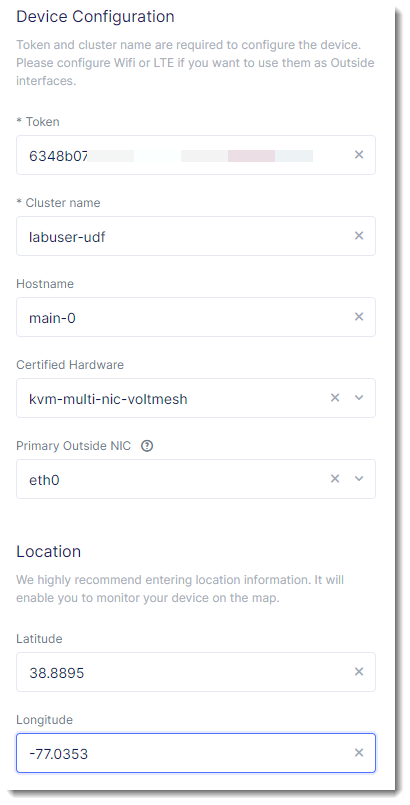 Device Configuration
Token and cluster name are required to configure the device.
Please configure Wifi or LTE if you want to use them as Outside
interfaces.
* Token
6348b07
* Cluster name
labuser-udf
Hostname
main-0
Certified Hardware
kvm-multi-nic-voltmesh
Primary Outside NIC
eth0
Location
We highly recommend entering location information. It will
enable you to monitor your device on the map.
Latitude
38.8895
Longitude
-77.0353